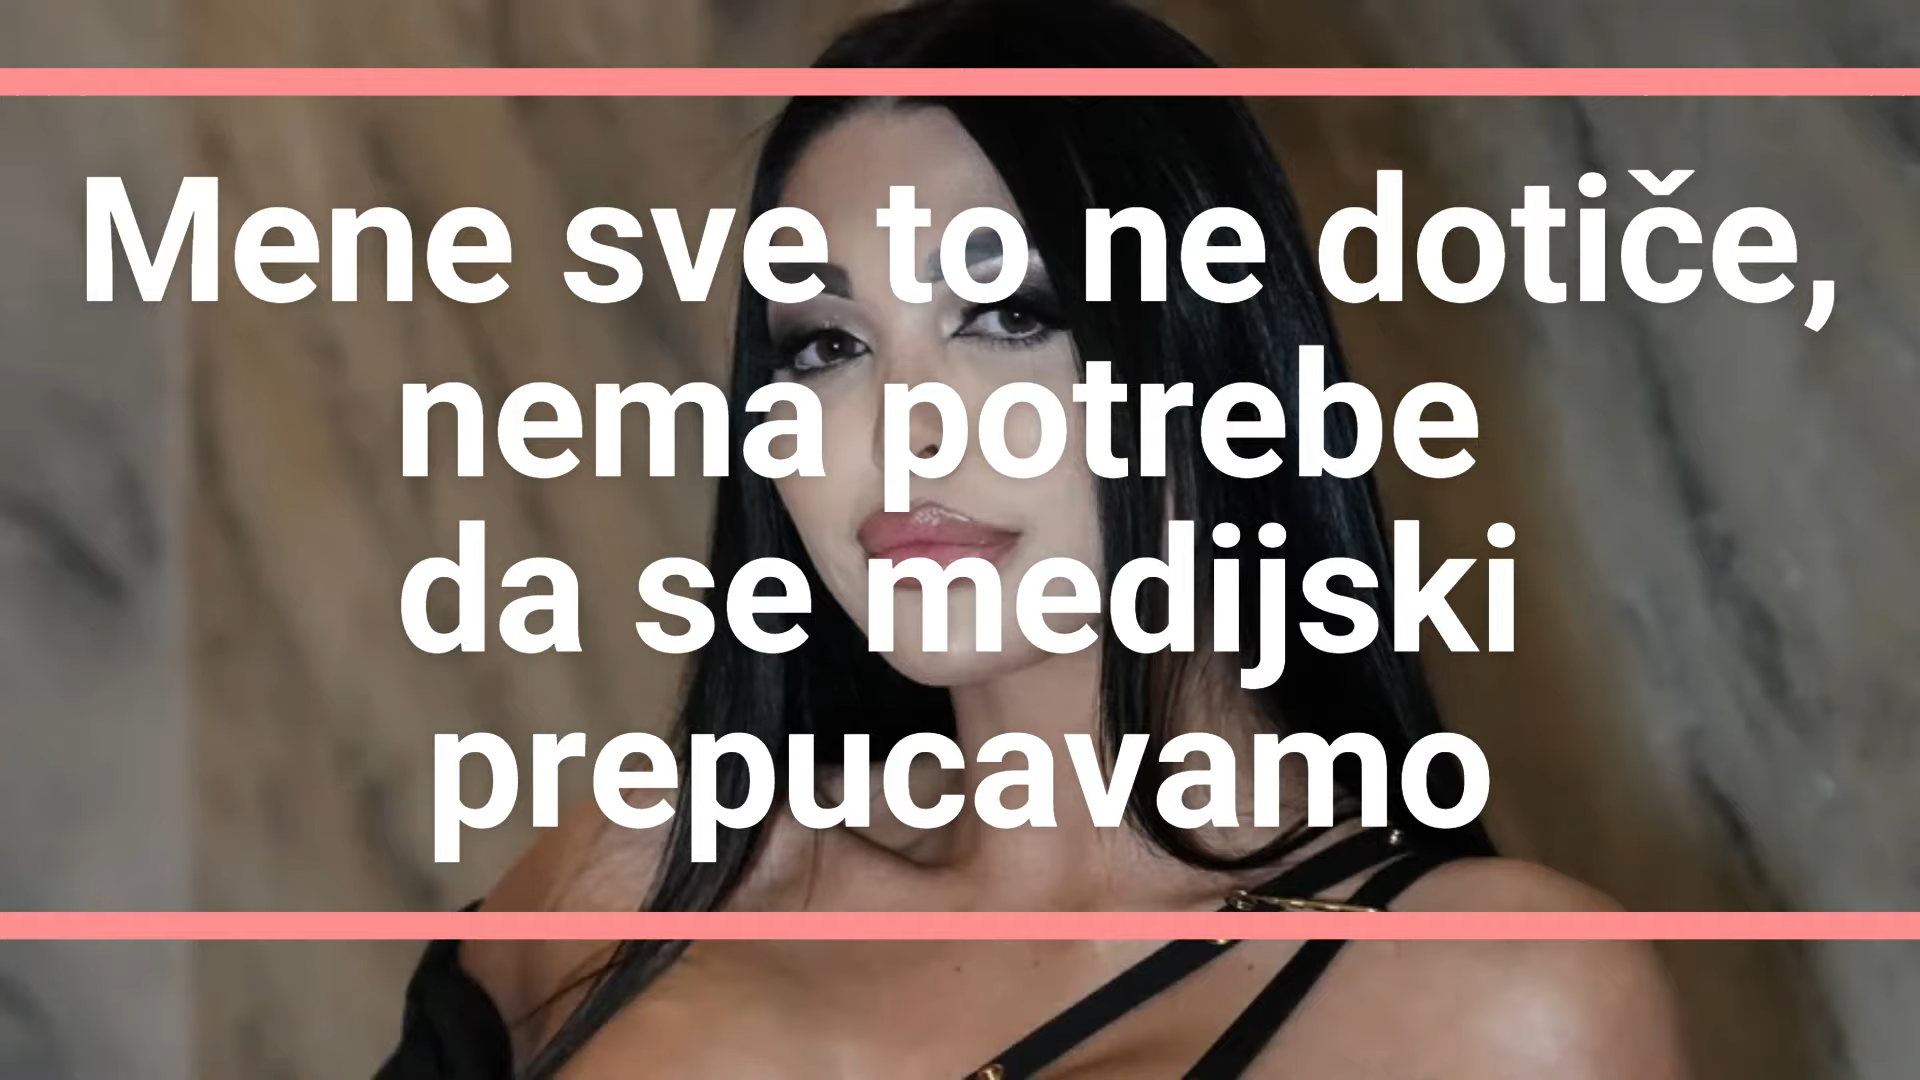 Mene sve to ne dotiče,
nema potrebe
da se medijski
prepucavamo